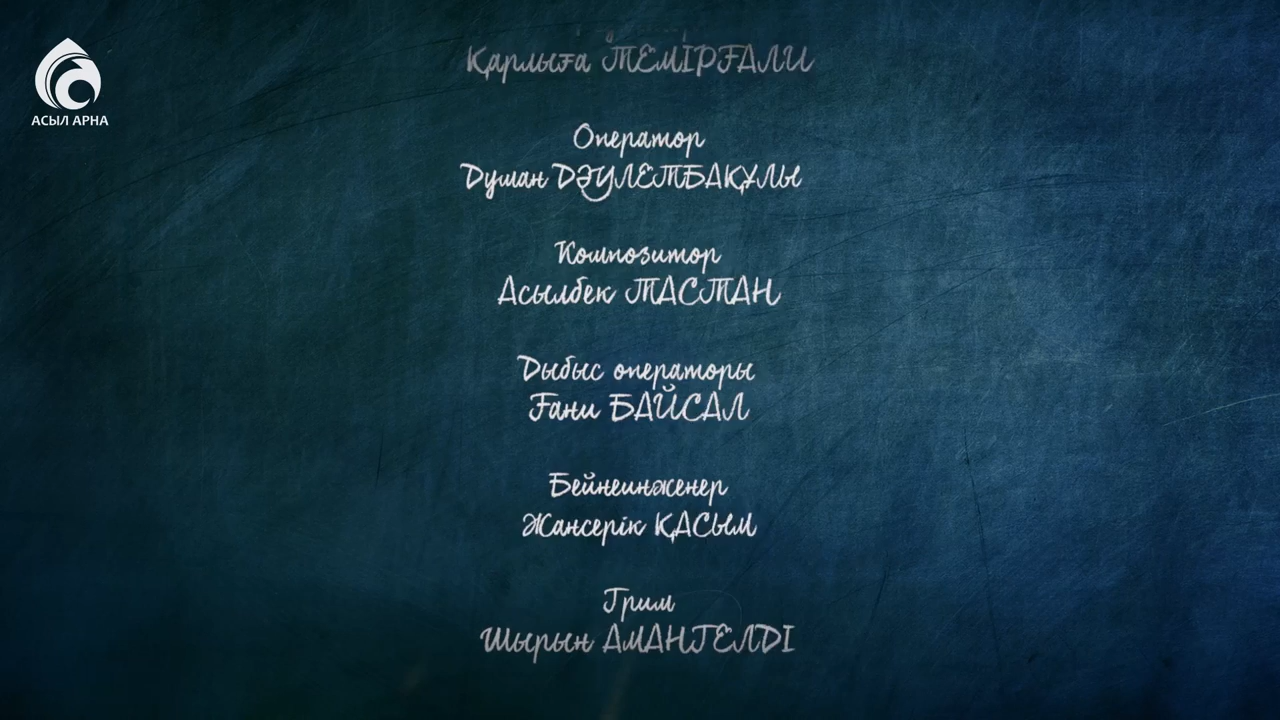 АСЫЛ АРНА
Қарлыға ТЕМІРҒАЛИ
Оператор
Душан ДӘУЛЕТБАҚҰЛЫ
Композитор
Асылбек ТАСТАН
Дыбыс операторы
Ғани БАЙСАЛ
Бейнеинженер
Жансерік ҚАСЫМ
Грим
Шырын АМАНГЕЛДІ